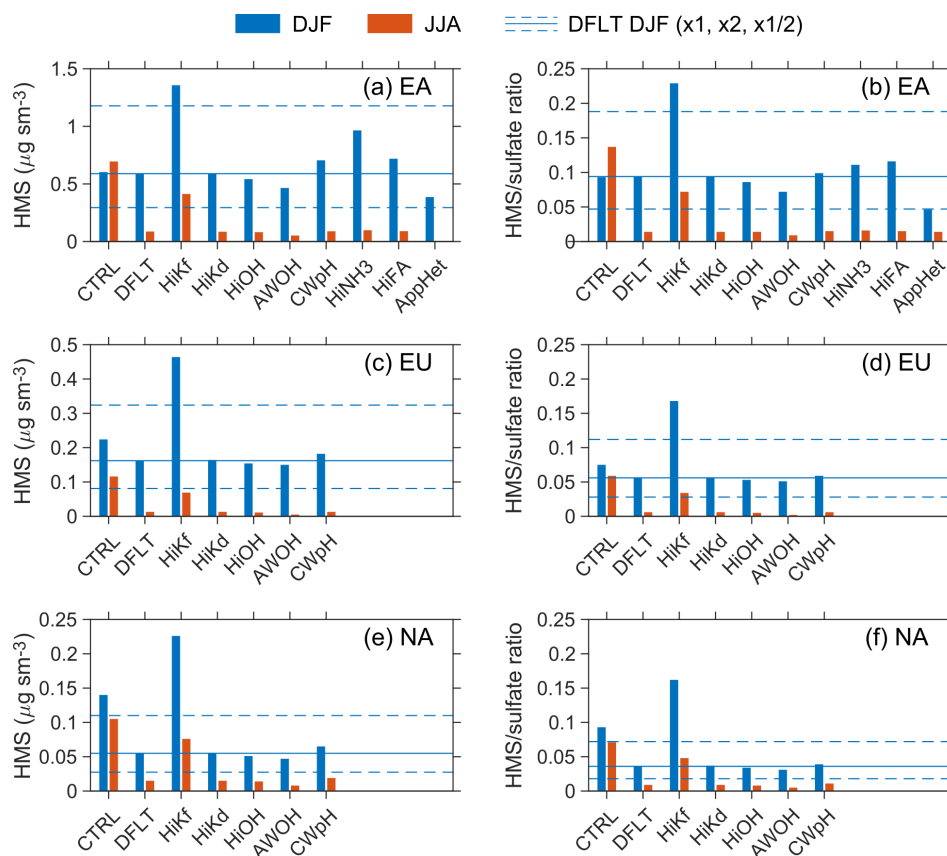 DJF JJA DFLT DJF (x1, x2, x1/2)
(a) EA
HMS (μg sm-3)
1.5
1
0.5
0
CTRL DFLT HiKf HiKd HiOH AWOH CWpH HiNH3 HiFA AppHet
(b) EA
HMS/sulfate ratio
0.25
0.2
0.15
0.1
0.05
0
CTRL DFLT HiKf HiKd HiOH AWOH CWpH HiNH3 HiFA AppHet
(c) EU
HMS (μg sm-3)
0.5
0.4
0.3
0.2
0.1
0
CTRL DFLT HiKf HiKd HiOH AWOH CWpH
(d) EU
HMS/sulfate ratio
0.25
0.2
0.15
0.1
0.05
0
CTRL DFLT HiKf HiKd HiOH AWOH CWpH
(e) NA
HMS (μg sm-3)
0.25
0.2
0.15
0.1
0.05
0
CTRL DFLT HiKf HiKd HiOH AWOH CWpH
(f) NA
HMS/sulfate ratio
0.25
0.2
0.15
0.1
0.05
0
CTRL DFLT HiKf HiKd HiOH AWOH CWpH